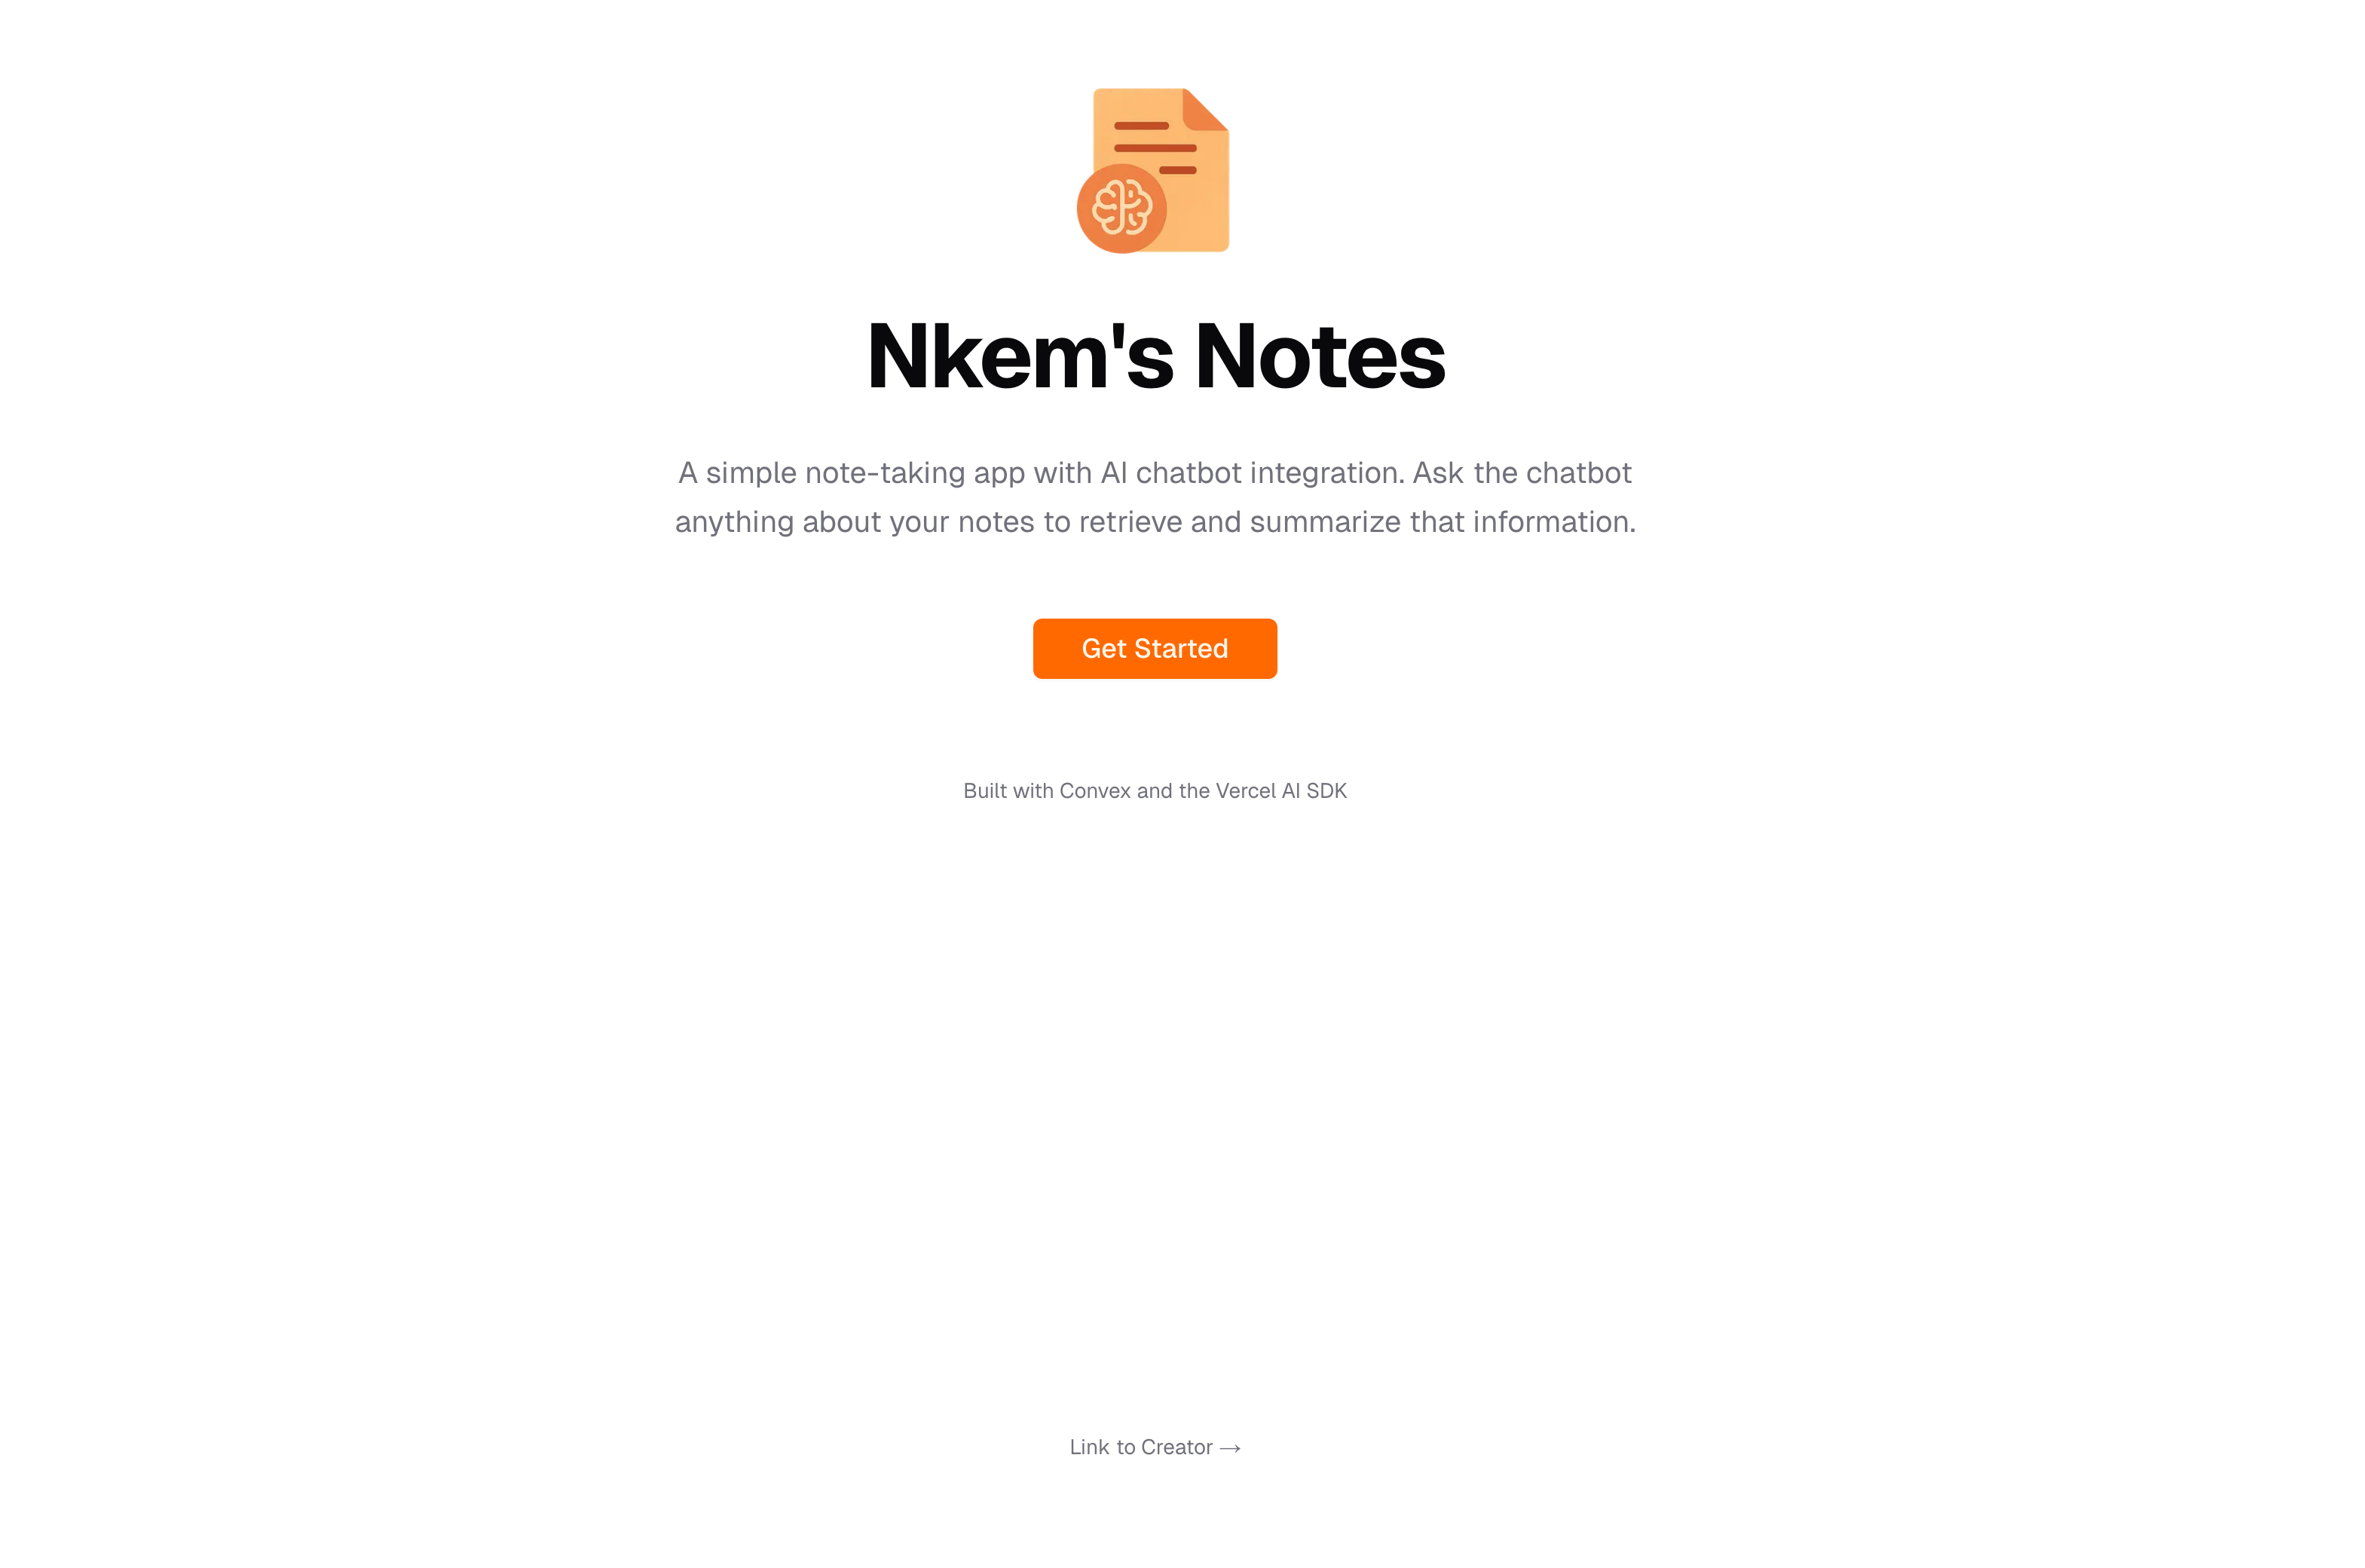 Nkem's Notes
A simple note-taking app with AI chatbot integration. Ask the chatbot
anything about your notes to retrieve and summarize that information.
Get Started
Built with Convex and the Vercel AI SDK
Link to Creator →